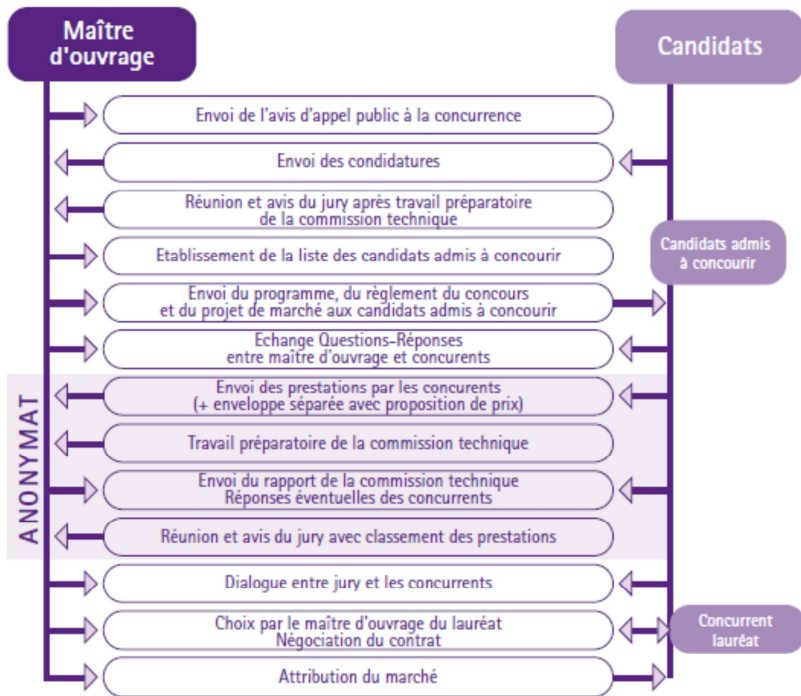 Maître
d'ouvrage
Candidats
Envoi de l'avis d'appel public à la concurrence
Envoi des condidatures
Réunion et avis du jury après travail préparatoire
de la commission technique
Etablissement de la liste des candidats admis à concourir
Candidats admis
à concourir
Envoi du programme, du règlement du concours
et du projet de marché aux candidats admis à concourir
Echange Questions-Réponses
entre maître d'ouvrage et concurents
ANONYMAT
Envoi des prestations par les concurents
(+ enveloppe séparée avec proposition de prix)
Travail préparatoire de la commission technique
Envoi du rapport de la commission technique
Réponses éventuelles des concurrents
Réunion et avis du jury avec classement des prestations
Dialogue entre jury et les concurrents
Choix par le maître d'ouvrage du lauréat
Négociation du contrat
Concurrent
lauréat
Attribution du marché